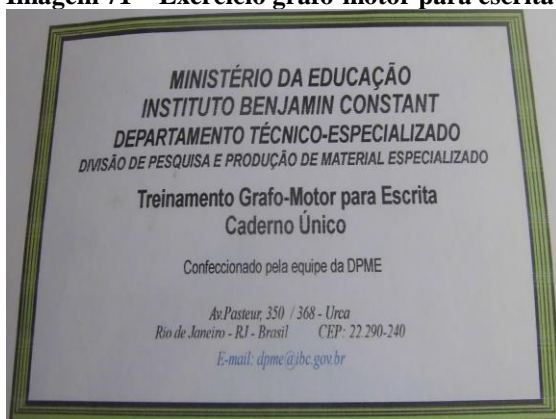 Imagem 71 – Exercício grafo-motor para escrita
MINISTÉRIO DA EDUCAÇÃO
INSTITUTO BENJAMIN CONSTANT
DEPARTAMENTO TÉCNICO-ESPECIALIZADO
DIVISÃO DE PESQUISA E PRODUÇÃO DE MATERIAL ESPECIALIZADO
Treinamento Grafo-Motor para Escrita
Caderno Único
Confeccionado pela equipe da DPME
Av.Pasteur, 350 / 368 - Urca
Rio de Janeiro - RJ - Brasil CEP: 22.290-240
E-mail: dpme@ibc.gov.br